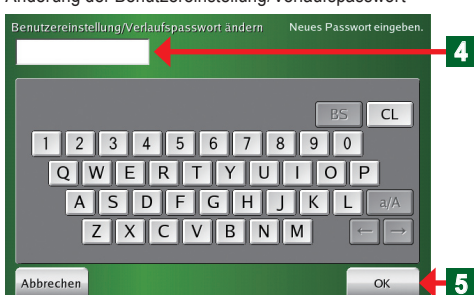 Änderung der Benutzereinstellung/Verlaufspasswort
Benutzereinstellung/Verlaufspasswort ändern Neues Passwort eingeben.
4
BS CL
1 2 3 4 5 6 7 8 9 0
Q W E R T Y U I O P
A S D F G H J K L a/A
Z X C V B N M ← →
Abbrechen OK 5